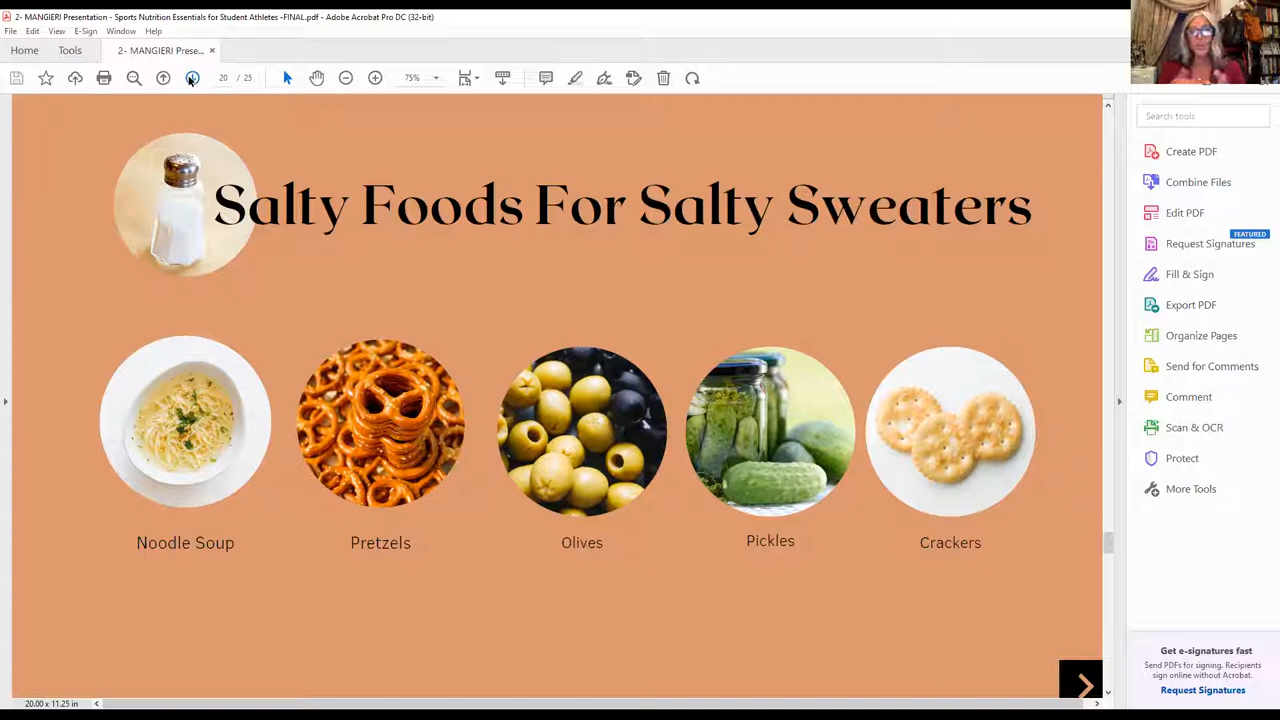 2- MANGIERI Presentation - Sports Nutrition Essentials for Student Athletes -FINAL.pdf - Adobe Acrobat Pro DC (32-bit)
File Edit View E-Sign Window Help
Home Tools 2- MANGIERI Prese... ×
20 / 25 75%
Search tools
Salty Foods For Salty Sweaters
Noodle Soup Pretzels Olives Pickles Crackers
Create PDF
Combine Files
Edit PDF
FEATURED
Request Signatures
Fill & Sign
Export PDF
Organize Pages
Send for Comments
Comment
Scan & OCR
Protect
More Tools
Get e-signatures fast
Send PDFs for signing. Recipients
sign online without Acrobat.
Request Signatures
20.00 x 11.25 in